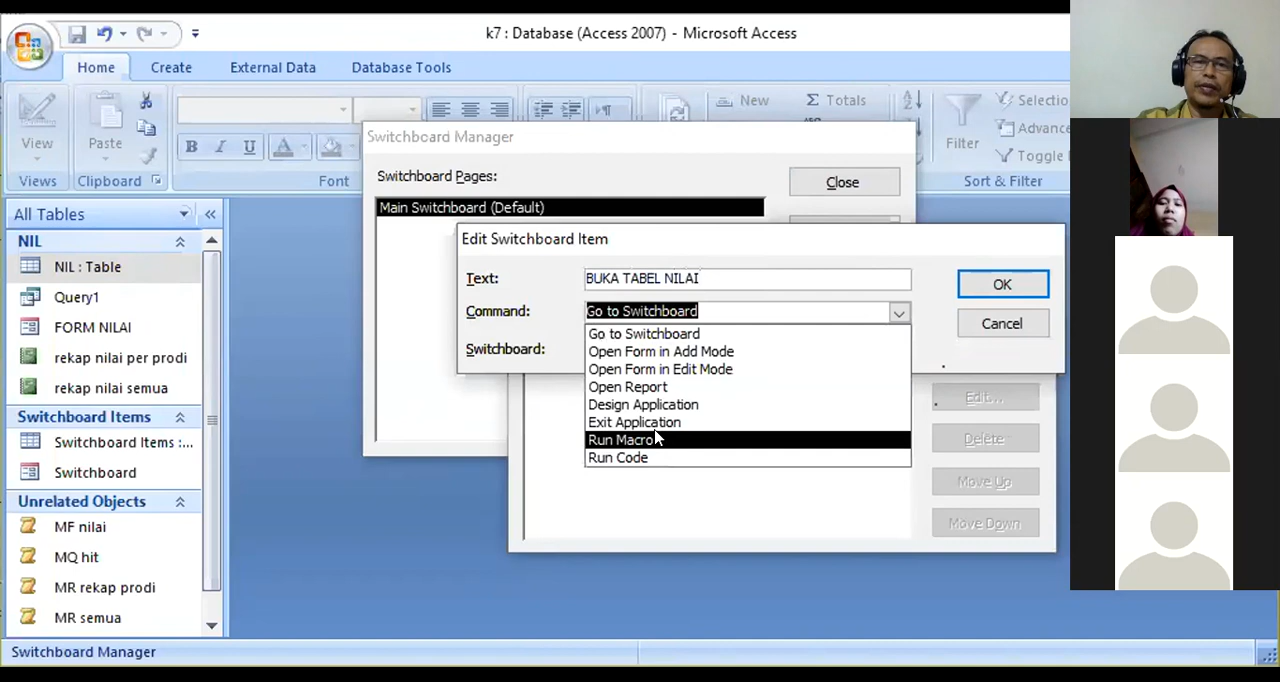 k7 : Database (Access 2007) - Microsoft Access
Home
Create
External Data
Database Tools
View
Paste
B I U A
New
Σ Totals
Filter
Selectio
Advance
Toggle
Views
Clipboard
Font
Sort & Filter
All Tables
NIL
NIL : Table
Query1
FORM NILAI
rekap nilai per prodi
rekap nilai semua
Switchboard Items
Switchboard Items :...
Switchboard
Unrelated Objects
MF nilai
MQ hit
MR rekap prodi
MR semua
Switchboard Manager
Switchboard Pages:
Close
Main Switchboard (Default)
Edit Switchboard Item
Text:
BUKA TABEL NILAI
OK
Command:
Go to Switchboard
Cancel
Switchboard:
Go to Switchboard
Open Form in Add Mode
Open Form in Edit Mode
Open Report
Design Application
Exit Application
Run Macro
Run Code
Edit...
Delete
Move Up
Move Down
Switchboard Manager